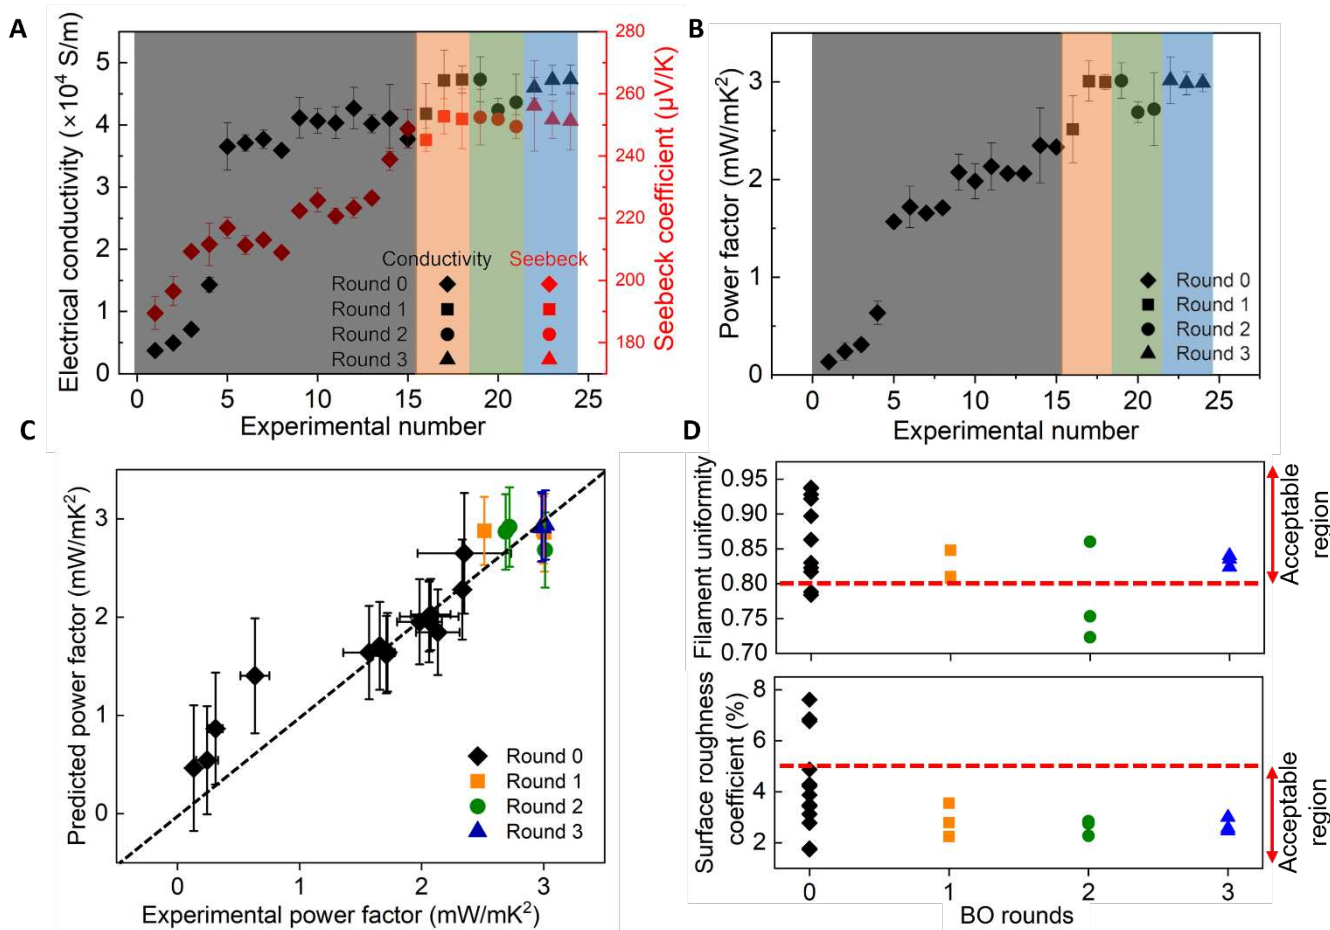 A
Electrical conductivity (×10⁴ S/m)
5
4
3
2
1
0
280
260
240
220
200
180
Seebeck coefficient (µV/K)
Conductivity Seebeck
Round 0
Round 1
Round 2
Round 3
0 5 10 15 20 25
Experimental number
B
Power factor (mW/mK²)
3
2
1
0
Round 0
Round 1
Round 2
Round 3
0 5 10 15 20 25
Experimental number
C
Predicted power factor (mW/mK²)
3
2
1
0
Round 0
Round 1
Round 2
Round 3
0 1 2 3
Experimental power factor (mW/mK²)
D
Filament uniformity
0.95
0.90
0.85
0.80
0.75
0.70
Acceptable
region
Surface roughness
coefficient (%)
8
6
4
2
Acceptable
region
0 1 2 3
BO rounds